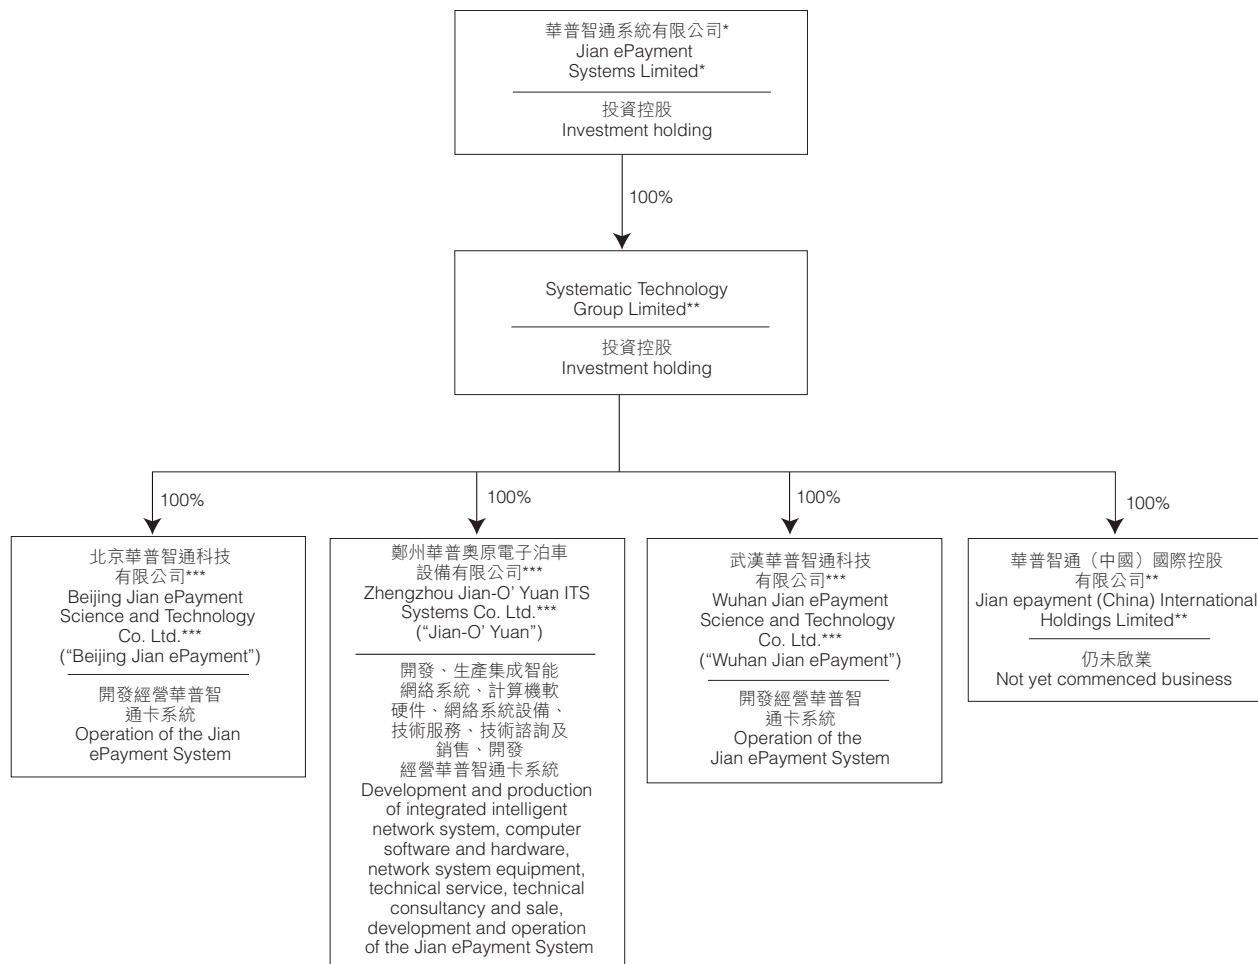 華普智通系統有限公司*
Jian ePayment
Systems Limited*
投資控股
Investment holding
100%
Systematic Technology
Group Limited**
投資控股
Investment holding
100%
100%
100%
100%
北京華普智通科技
有限公司***
Beijing Jian ePayment
Science and Technology
Co. Ltd.***
(“Beijing Jian ePayment”)
開發經營華普智
通卡系統
Operation of the Jian
ePayment System
鄭州華普奧原電子泊車
設備有限公司***
Zhengzhou Jian-O’ Yuan ITS
Systems Co. Ltd.***
(“Jian-O’ Yuan”)
開發、生產集成智能
網絡系統、計算機軟
硬件、網絡系統設備、
技術服務、技術諮詢及
銷售、開發
經營華普智通卡系統
Development and production
of integrated intelligent
network system, computer
software and hardware,
network system equipment,
technical service, technical
consultancy and sale,
development and operation
of the Jian ePayment System
武漢華普智通科技
有限公司***
Wuhan Jian ePayment
Science and Technology
Co. Ltd.***
(“Wuhan Jian ePayment”)
開發經營華普智
通卡系統
Operation of the
Jian ePayment System
華普智通（中國）國際控股
有限公司**
Jian epayment (China) International
Holdings Limited**
仍未啟業
Not yet commenced business